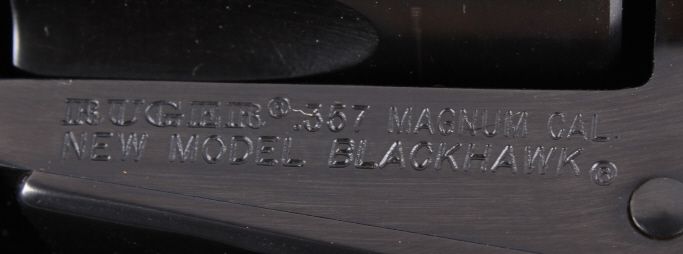 RUGER® .357 MAGNUM CAL.
NEW MODEL BLACKHAWK®